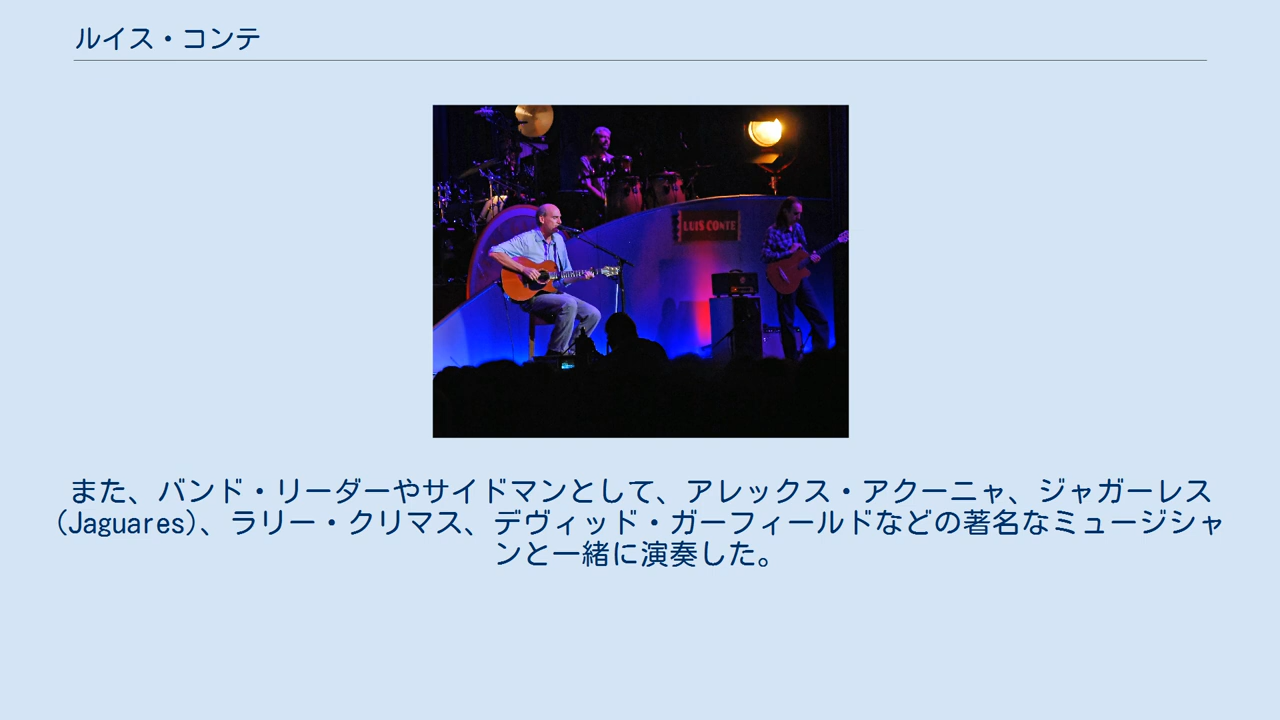 ルイス・コンテ
LUIS CONTE
また、バンド・リーダーやサイドマンとして、アレックス・アクーニャ、ジャガーレス
(Jaguares)、ラリー・クリマス、デヴィッド・ガーフィールドなどの著名なミュージシャ
ンと一緒に演奏した。